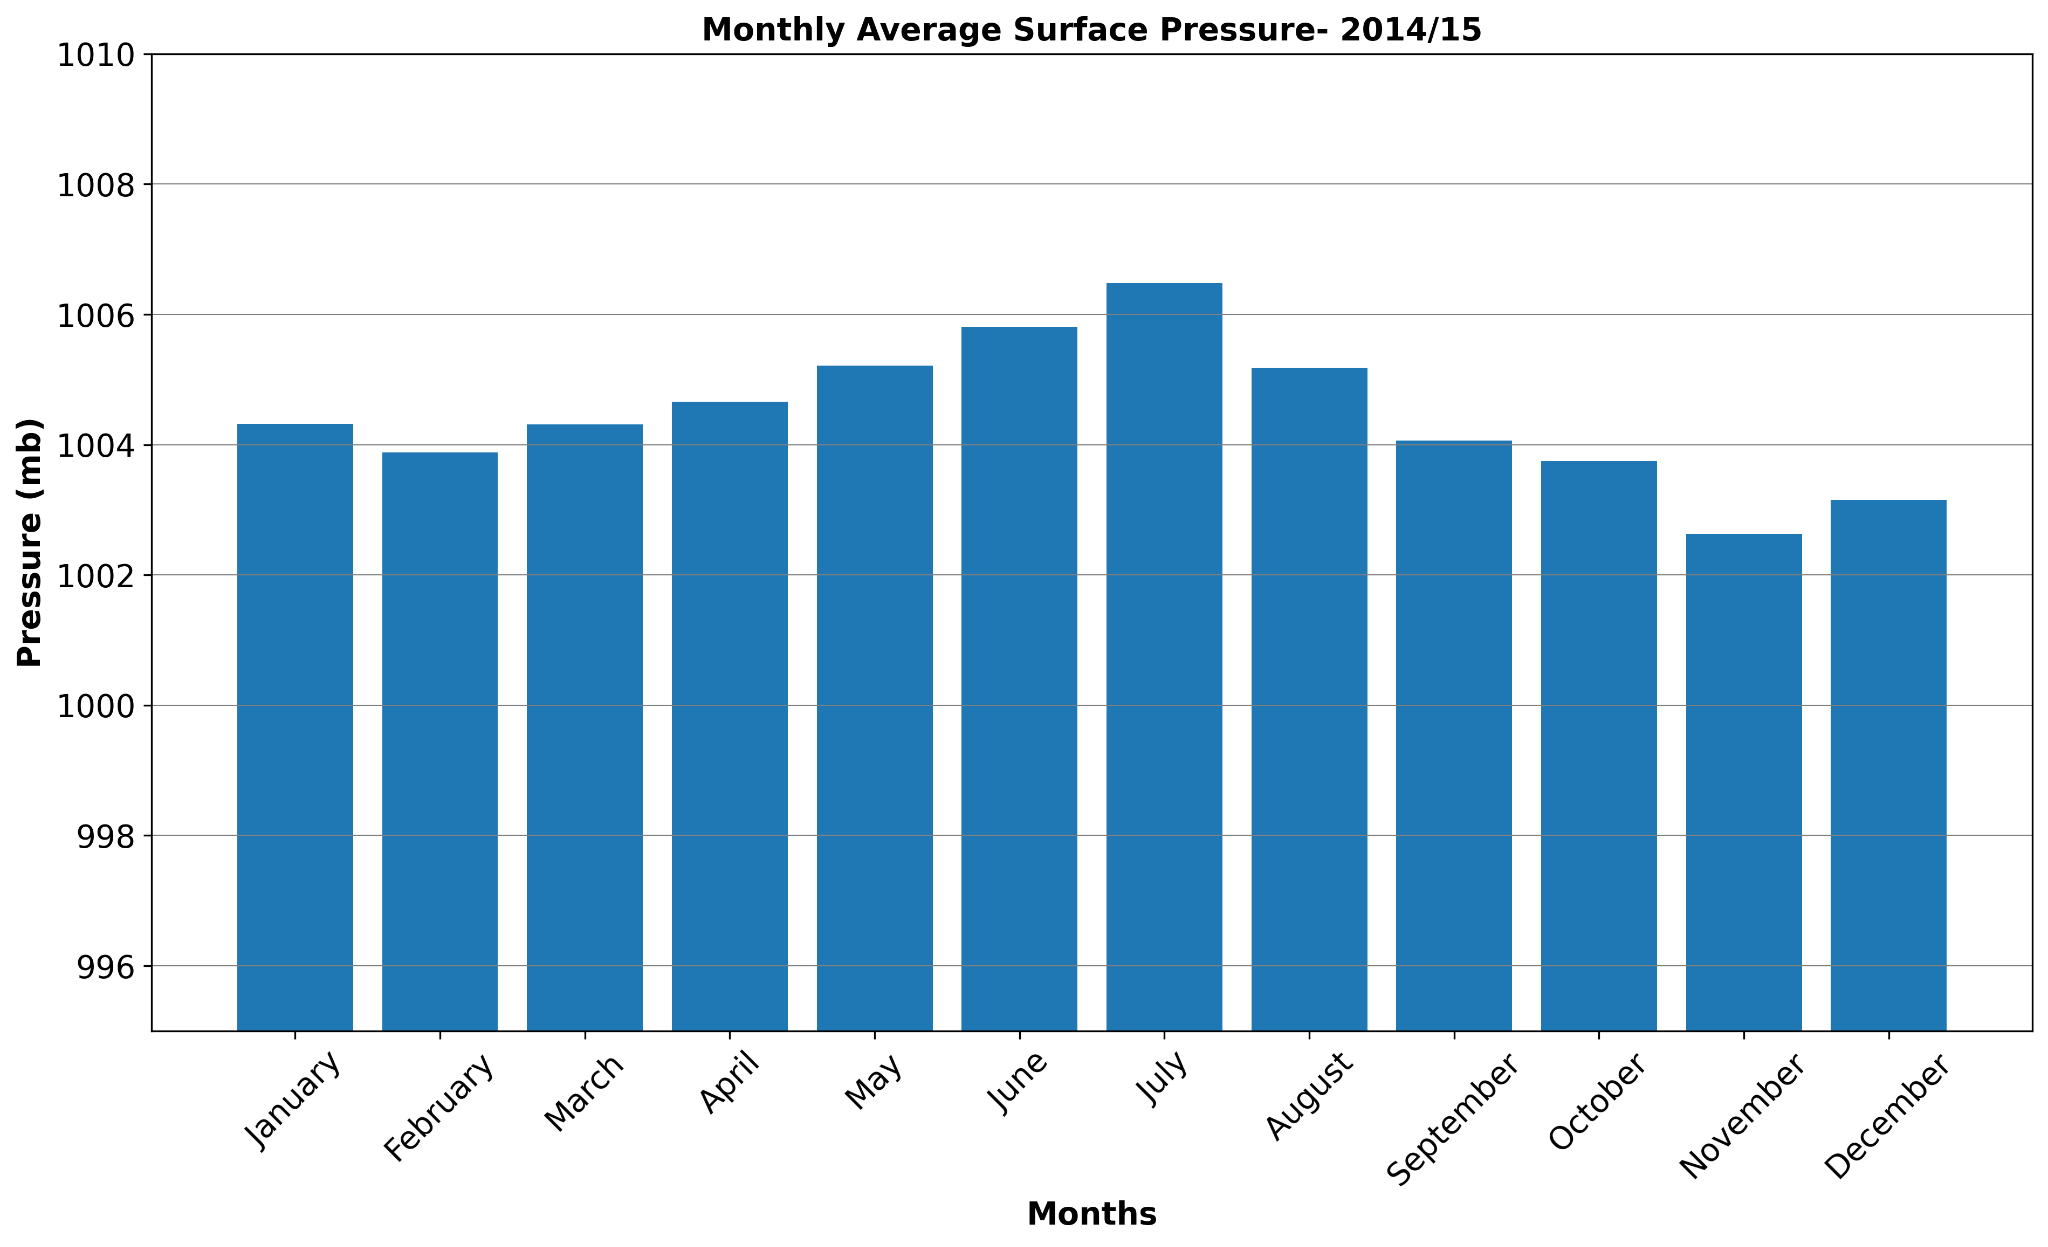 Monthly Average Surface Pressure- 2014/15
1010
1008
1006
1004
1002
1000
998
996
Pressure (mb)
January
February
March
April
May
June
July
August
September
October
November
December
Months